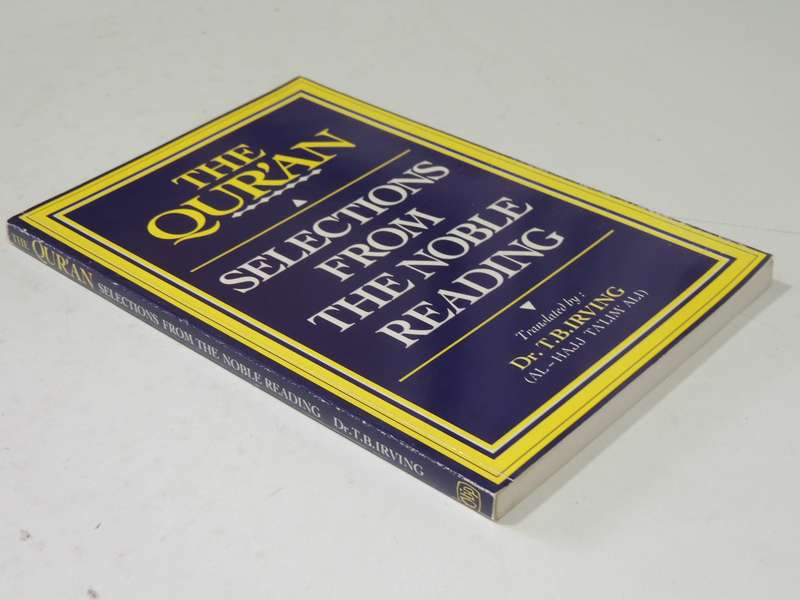 THE
QUR'AN
SELECTIONS
FROM
THE NOBLE
READING
Translated by :
Dr. T.B. IRVING
(AL-HAJJ TA'LIM' ALI)
THE QUR'AN SELECTIONS FROM THE NOBLE READING Dr. T.B. IRVING